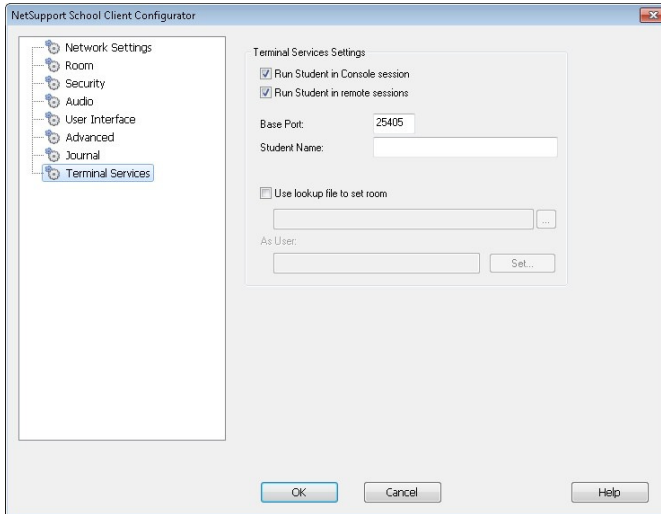 NetSupport School Client Configurator
Network Settings
Room
Security
Audio
User Interface
Advanced
Journal
Terminal Services
Terminal Services Settings
Run Student in Console session
Run Student in remote sessions
Base Port: 25405
Student Name:
Use lookup file to set room
...
As User:
Set...
OK Cancel Help